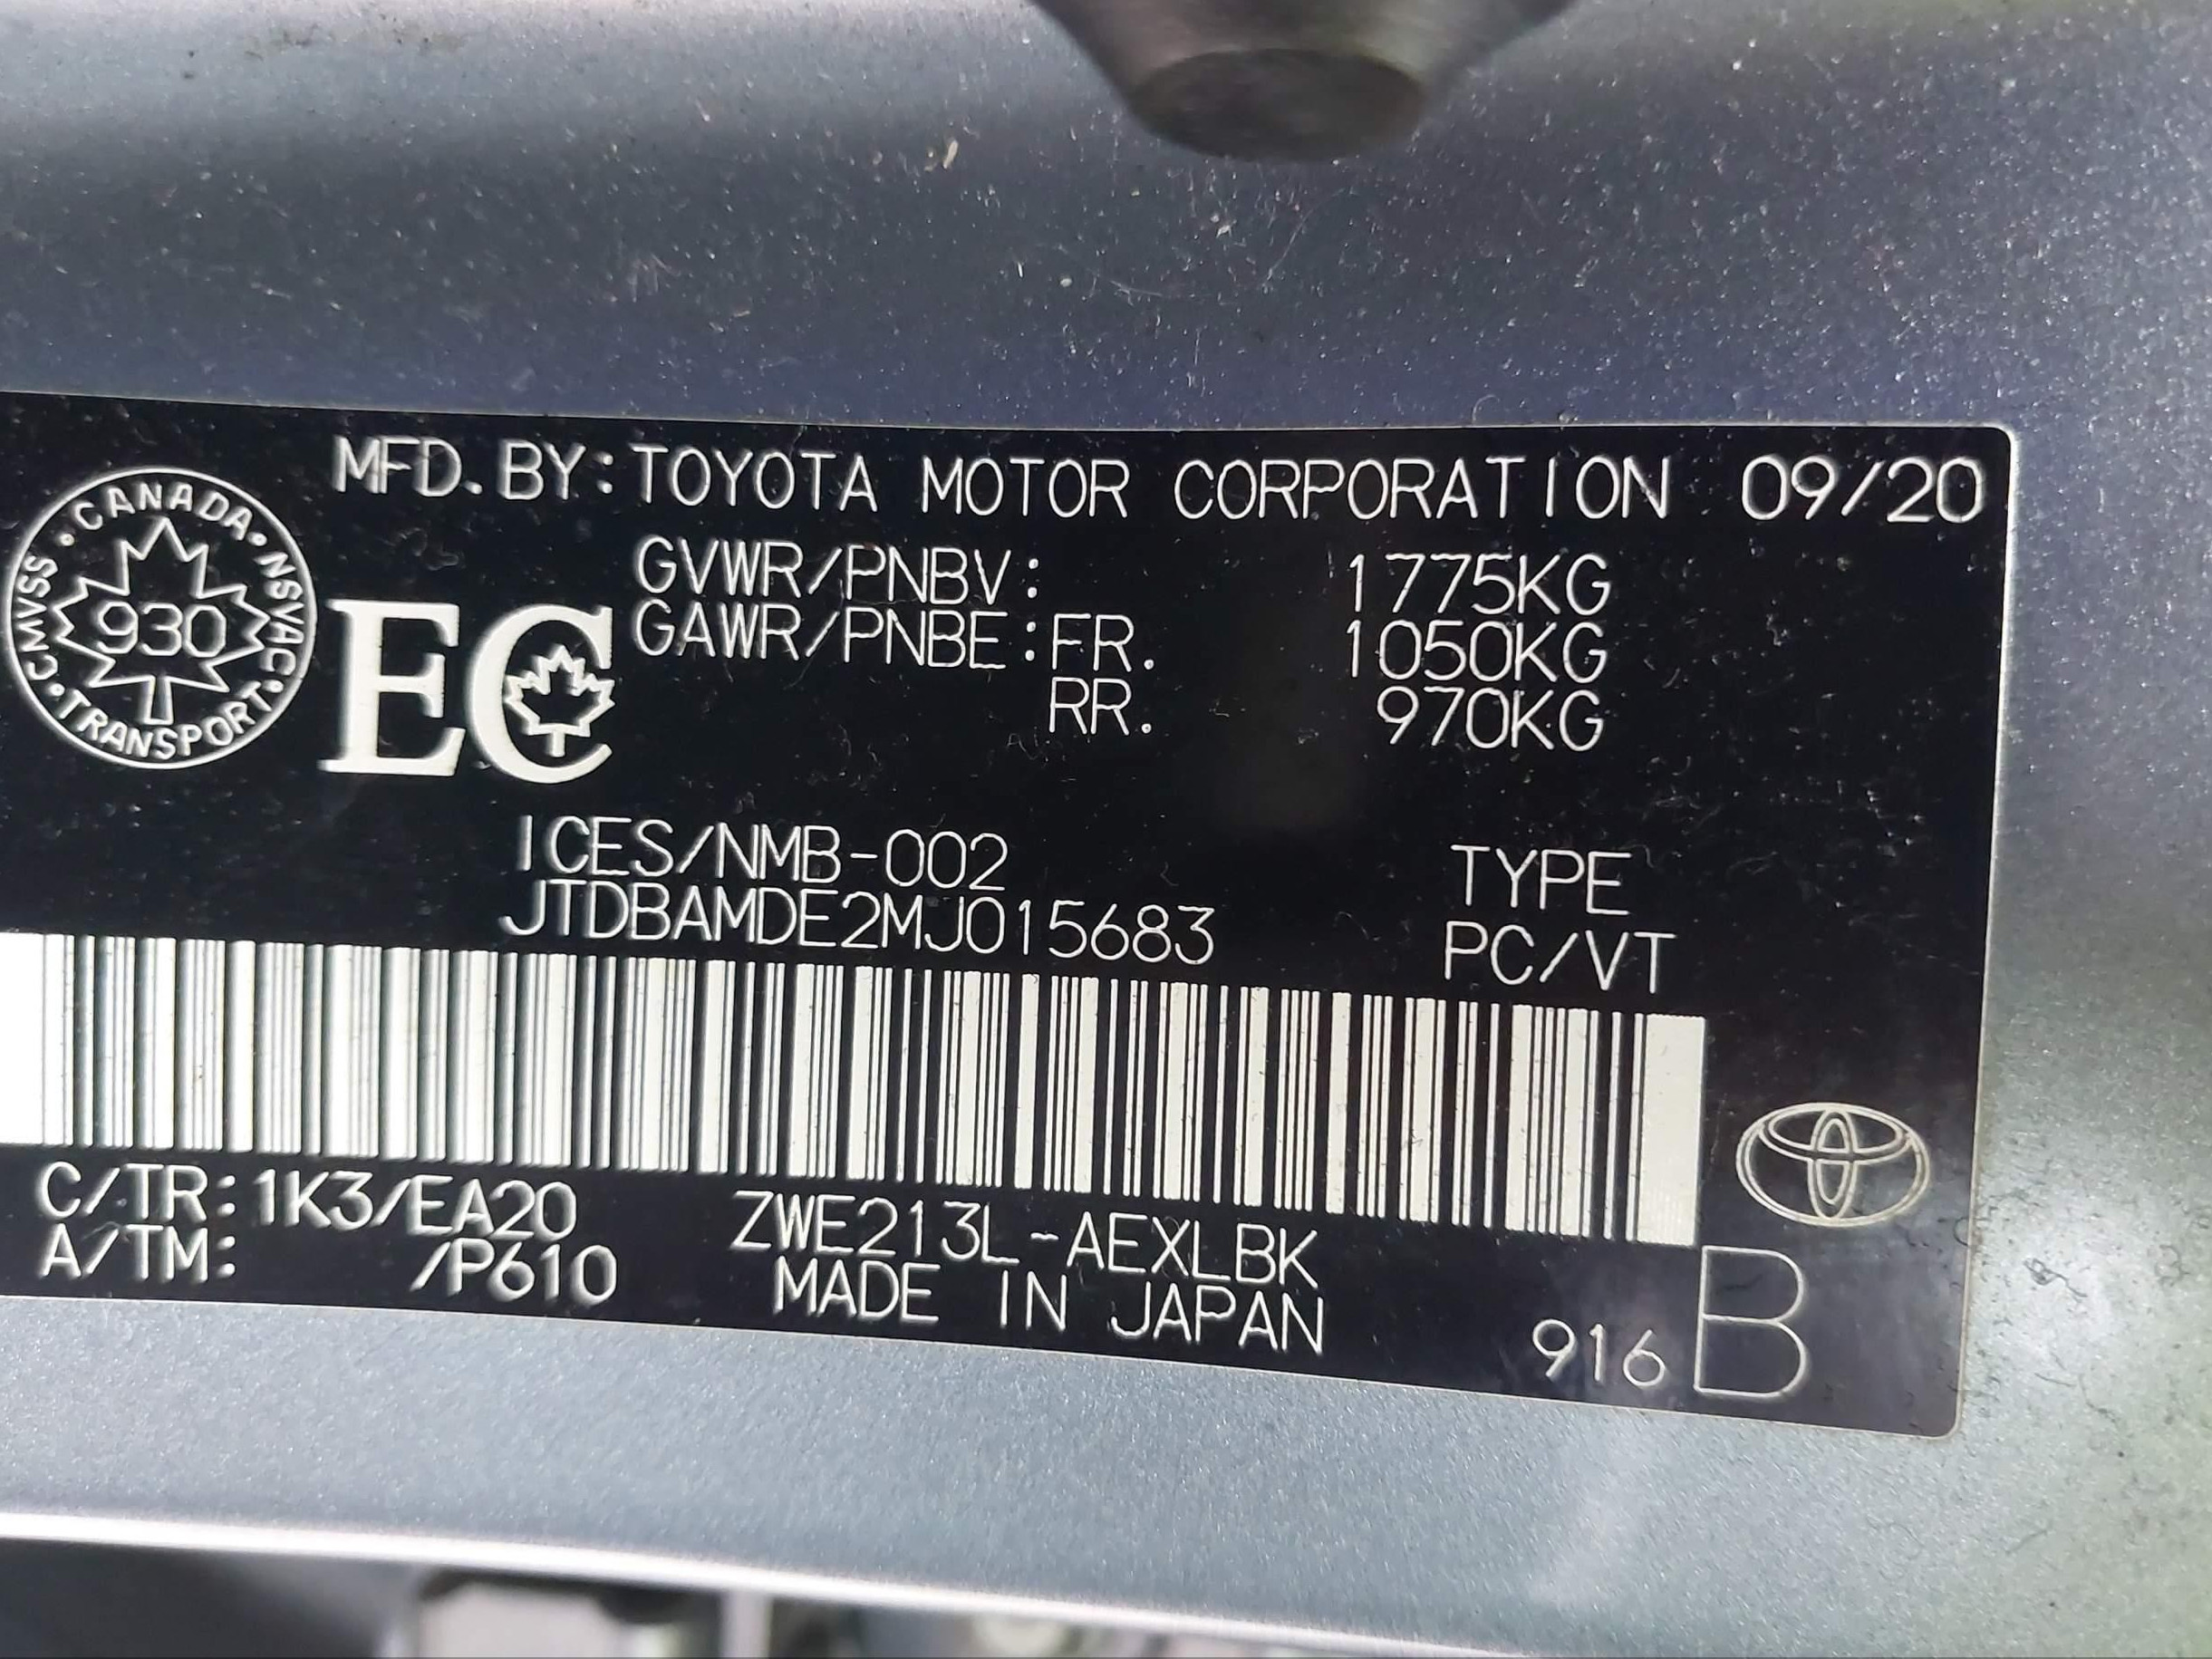 MFD. BY: TOYOTA MOTOR CORPORATION 09/20
CANADA · NSVAC · TRANSPORT · CMVSS ·
930
EC
GVWR/PNBV: 1775KG
GAWR/PNBE: FR. 1050KG
RR. 970KG
ICES/NMB-002
JTDBAMDE2MJ015683
TYPE
PC/VT
C/TR: 1K3/EA20
A/TM: /P610
ZWE213L-AEXLBK
MADE IN JAPAN
916 B